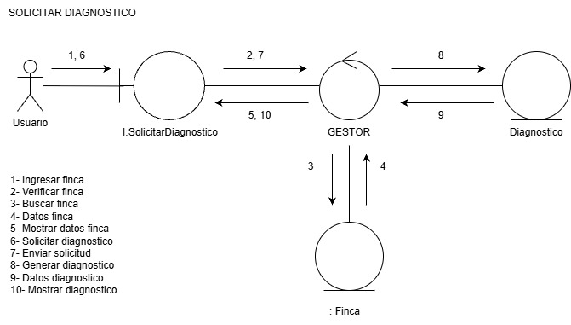 SOLICITAR DIAGNOSTICO
1, 6
2, 7
8
5, 10
9
Usuario
I.SolicitarDiagnostico
GESTOR
Diagnostico
3
4
1- Ingresar finca
2- Verificar finca
3- Buscar finca
4- Datos finca
5- Mostrar datos finca
6- Solicitar diagnostico
7- Enviar solicitud
8- Generar diagnostico
9- Datos diagnostico
10- Mostrar diagnostico
: Finca